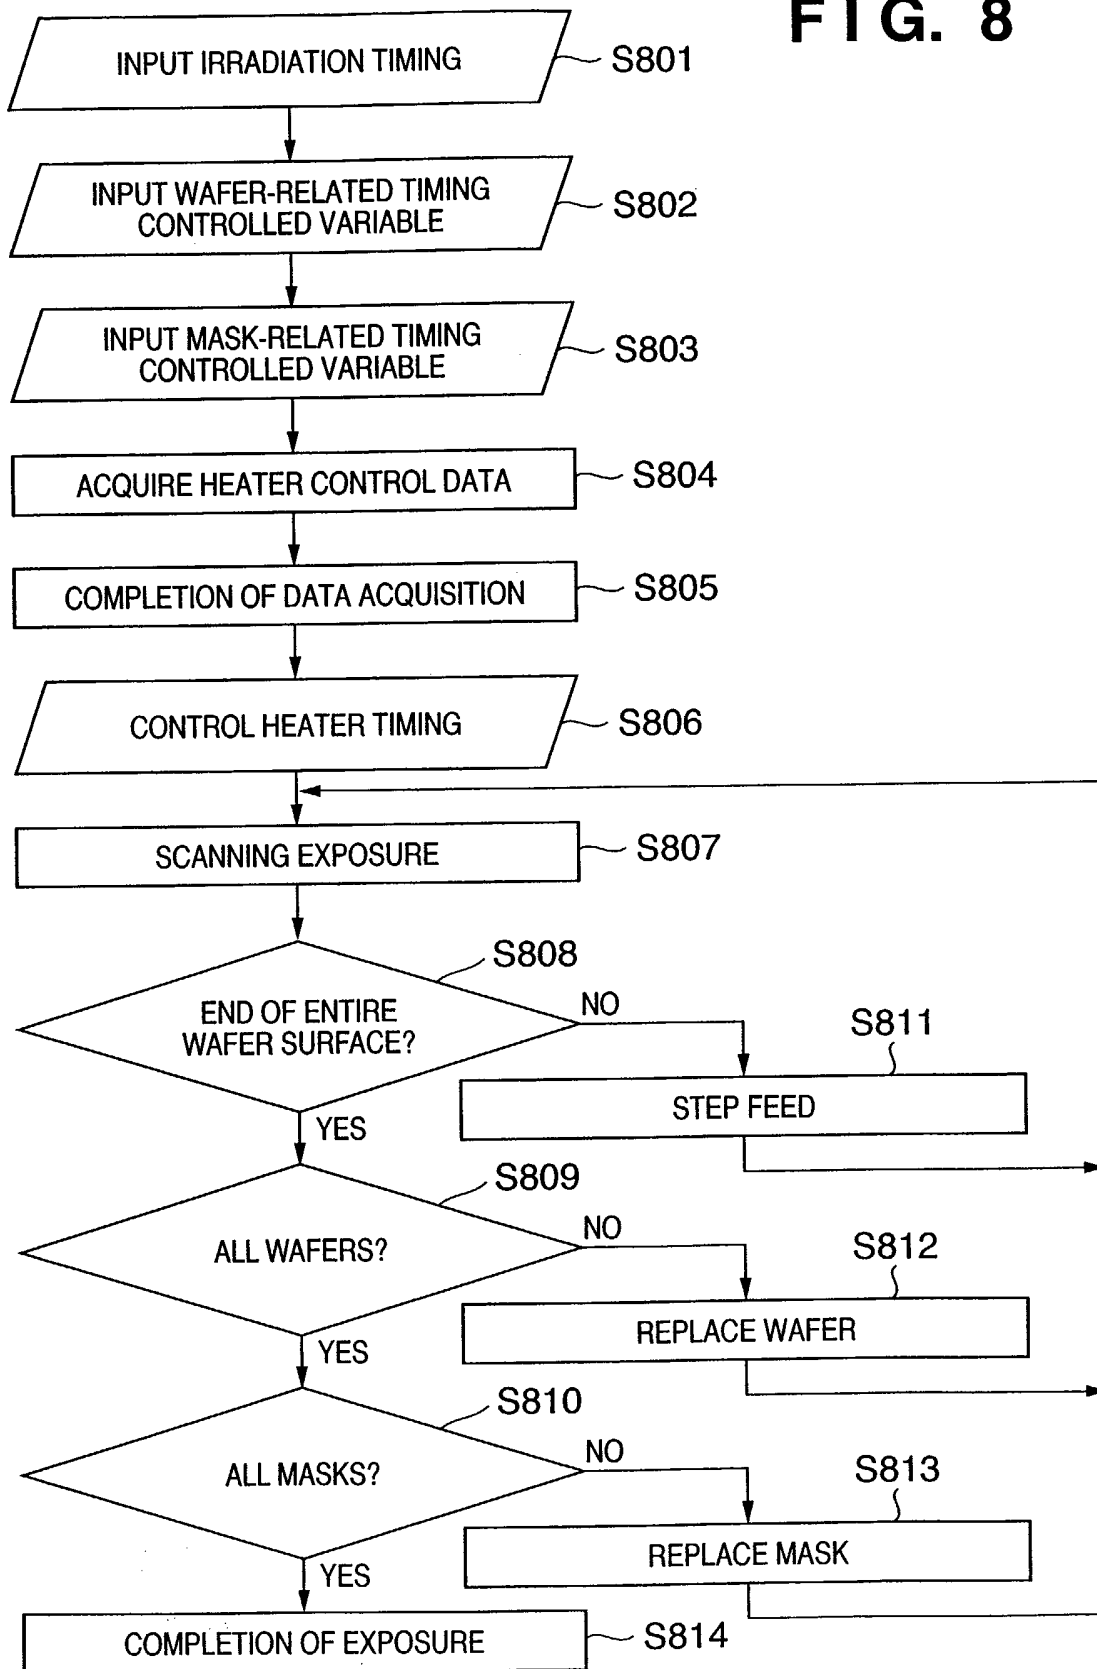 FIG. 8
INPUT IRRADIATION TIMING
S801
INPUT WAFER-RELATED TIMING
CONTROLLED VARIABLE
S802
INPUT MASK-RELATED TIMING
CONTROLLED VARIABLE
S803
ACQUIRE HEATER CONTROL DATA
S804
COMPLETION OF DATA ACQUISITION
S805
CONTROL HEATER TIMING
S806
SCANNING EXPOSURE
S807
S808
END OF ENTIRE
WAFER SURFACE?
NO
S811
STEP FEED
YES
S809
ALL WAFERS?
NO
S812
REPLACE WAFER
YES
S810
ALL MASKS?
NO
S813
REPLACE MASK
YES
COMPLETION OF EXPOSURE
S814